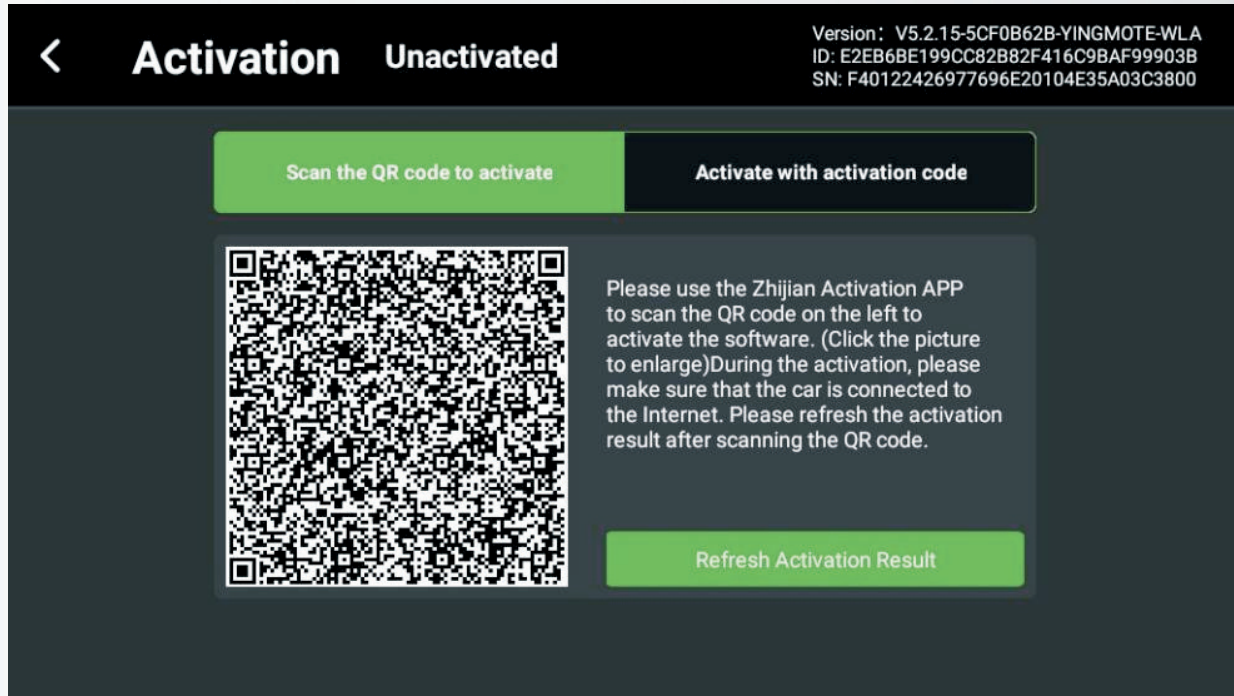 Activation Unactivated
Version：V5.2.15-5CF0B62B-YINGMOTE-WLA
ID: E2EB6BE199CC82B82F416C9BAF99903B
SN: F40122426977696E20104E35A03C3800
Scan the QR code to activate
Activate with activation code
Please use the Zhijian Activation APP
to scan the QR code on the left to
activate the software. (Click the picture
to enlarge)During the activation, please
make sure that the car is connected to
the Internet. Please refresh the activation
result after scanning the QR code.
Refresh Activation Result